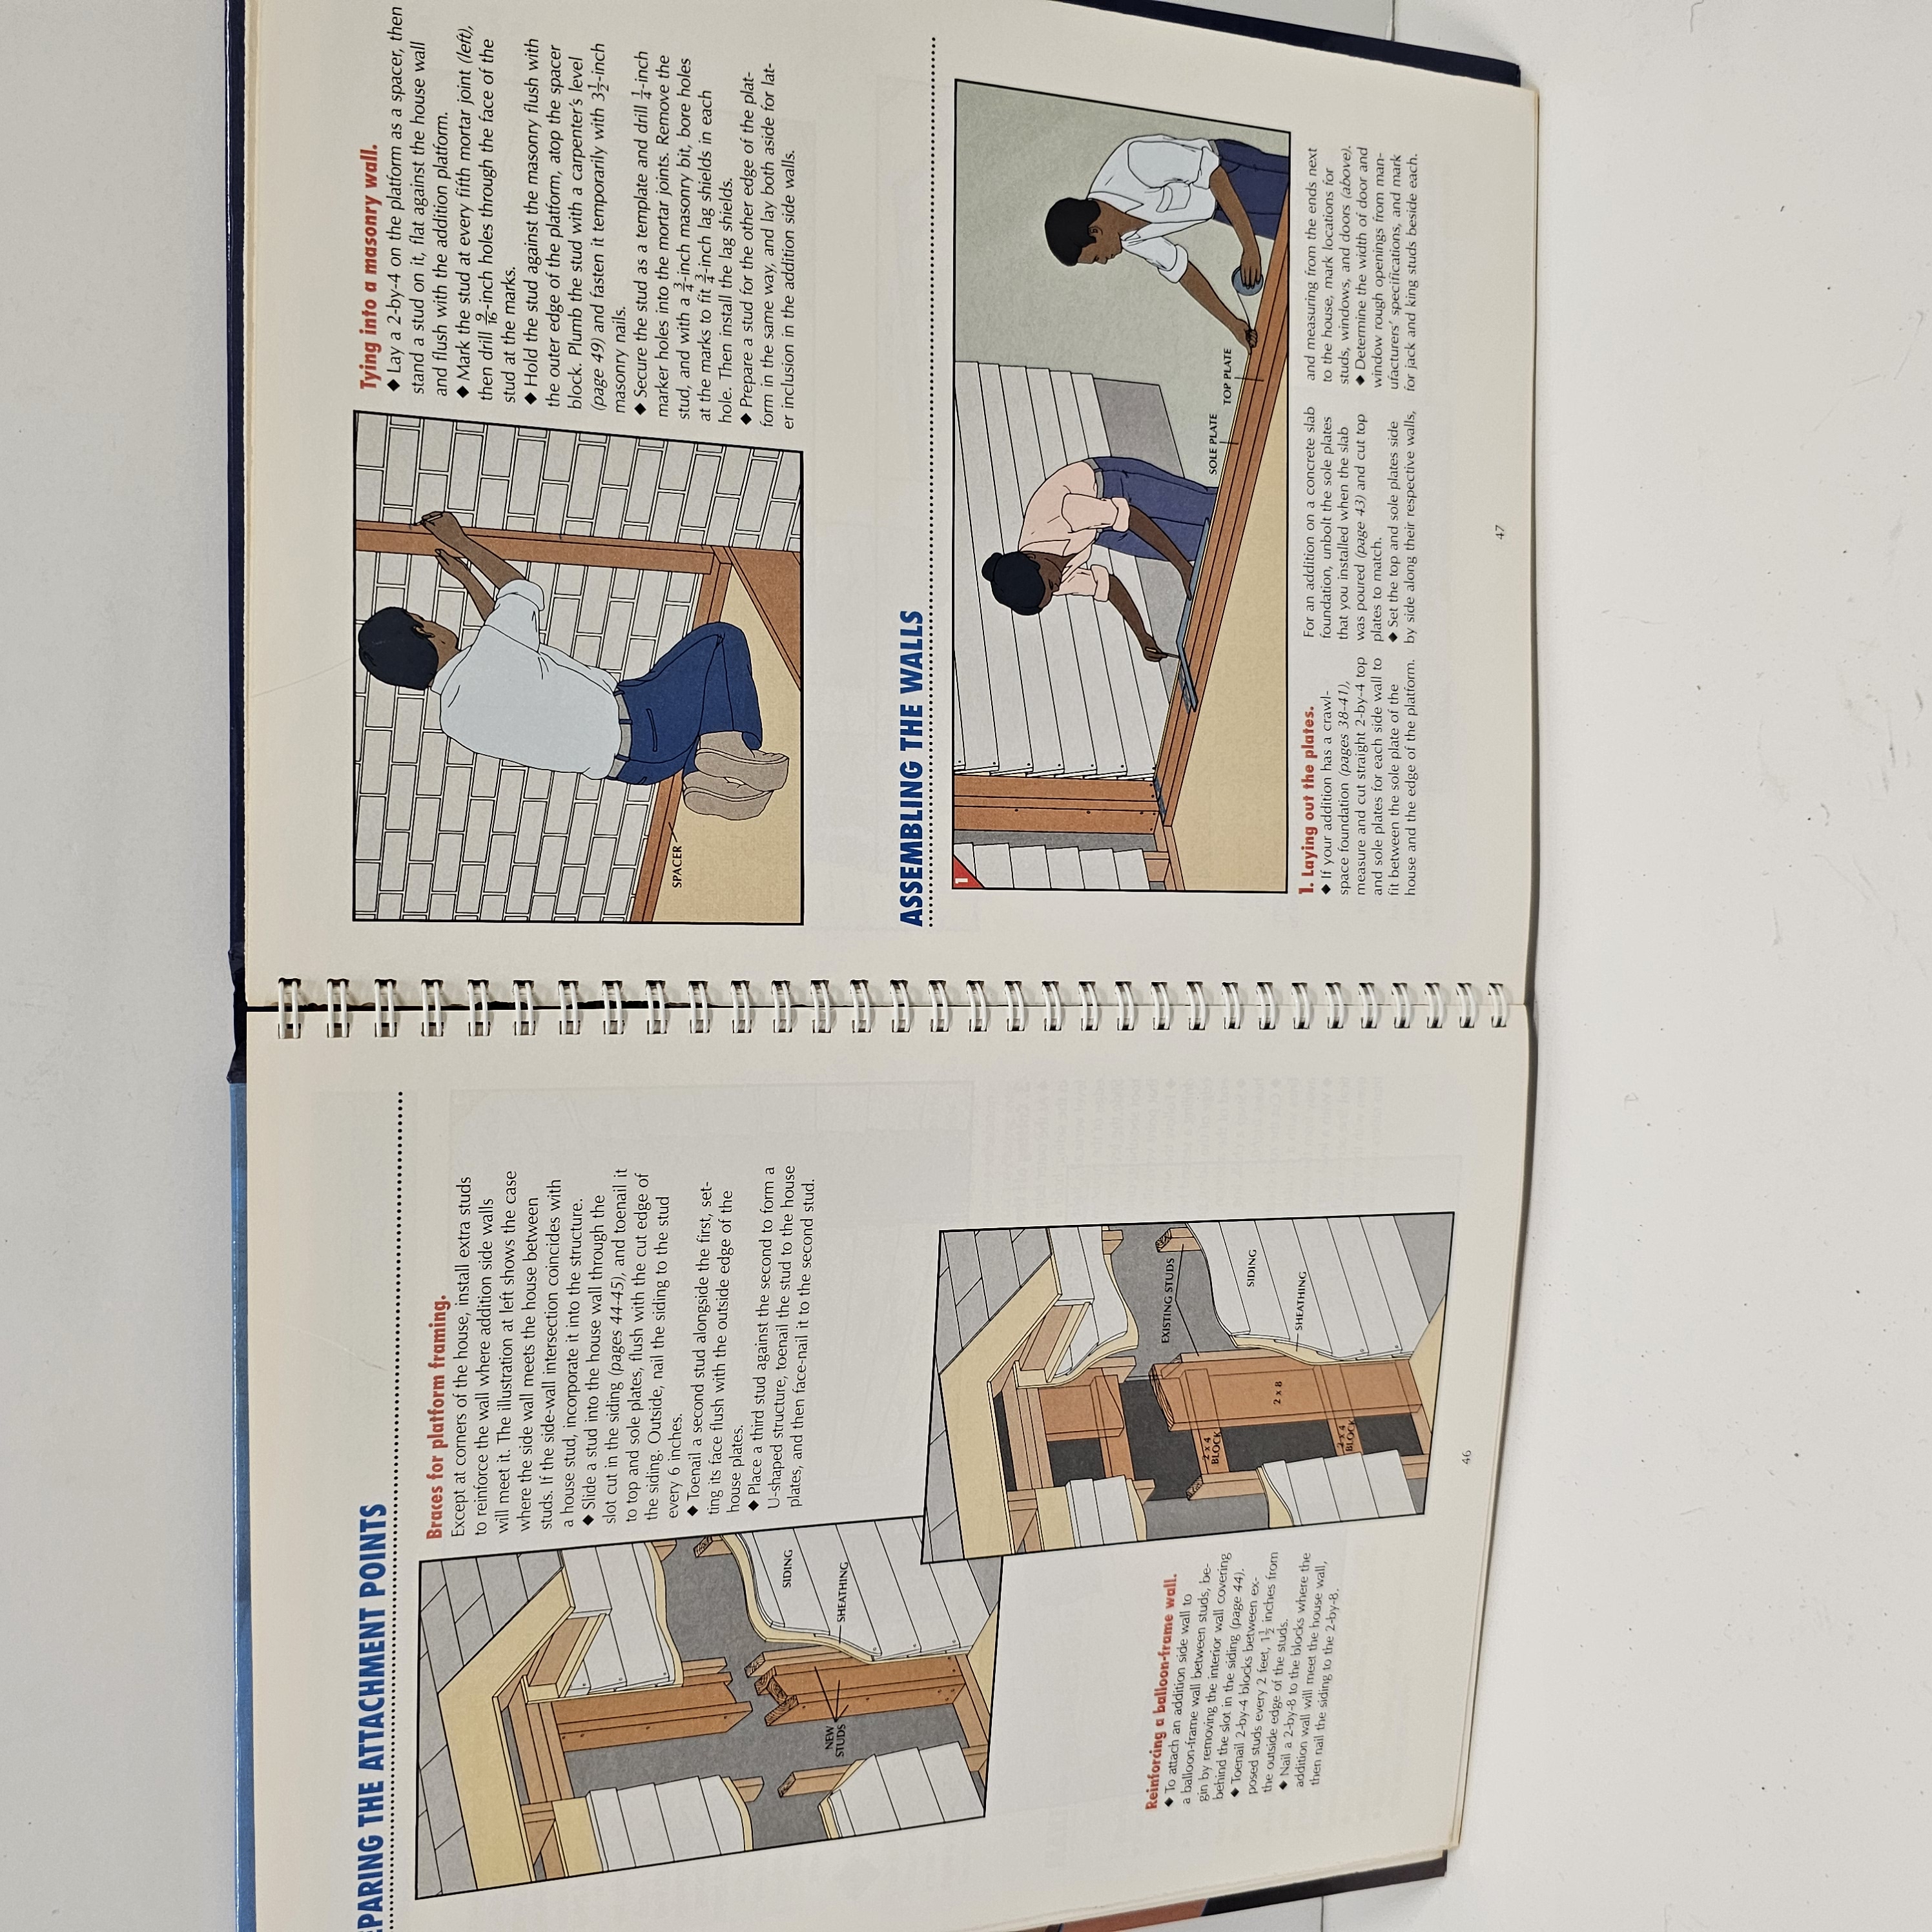 EPARING THE ATTACHMENT POINTS
Braces for platform framing.
Except at corners of the house, install extra studs
to reinforce the wall where addition side walls
will meet it. The illustration at left shows the case
where the side wall meets the house between
studs. If the side-wall intersection coincides with
a house stud, incorporate it into the structure.
◆ Slide a stud into the house wall through the
slot cut in the siding (pages 44-45), and toenail it
to top and sole plates, flush with the cut edge of
the siding. Outside, nail the siding to the stud
every 6 inches.
◆ Toenail a second stud alongside the first, set-
ting its face flush with the outside edge of the
house plates.
◆ Place a third stud against the second to form a
U-shaped structure, toenail the stud to the house
plates, and then face-nail it to the second stud.
SIDING
NEW
STUDS
SHEATHING
Reinforcing a balloon-frame wall.
◆ To attach an addition side wall to
a balloon-frame wall between studs, be-
gin by removing the interior wall covering
behind the slot in the siding (page 44).
◆ Toenail 2-by-4 blocks between ex-
posed studs every 2 feet, 1½ inches from
the outside edge of the studs.
◆ Nail a 2-by-8 to the blocks where the
addition wall will meet the house wall,
then nail the siding to the 2-by-8.
EXISTING STUDS
2 x 4
BLOCK
SIDING
2 x 8
SHEATHING
2 x 4
BLOCK
46
SPACER
Tying into a masonry wall.
◆ Lay a 2-by-4 on the platform as a spacer, then
stand a stud on it, flat against the house wall
and flush with the addition platform.
◆ Mark the stud at every fifth mortar joint (left),
then drill 9/16-inch holes through the face of the
stud at the marks.
◆ Hold the stud against the masonry flush with
the outer edge of the platform, atop the spacer
block. Plumb the stud with a carpenter's level
(page 49) and fasten it temporarily with 3½-inch
masonry nails.
◆ Secure the stud as a template and drill ¼-inch
marker holes into the mortar joints. Remove the
stud, and with a ¾-inch masonry bit, bore holes
at the marks to fit ¾-inch lag shields in each
hole. Then install the lag shields.
◆ Prepare a stud for the other edge of the plat-
form in the same way, and lay both aside for lat-
er inclusion in the addition side walls.
ASSEMBLING THE WALLS
1
SOLE PLATE
TOP PLATE
1. Laying out the plates.
◆ If your addition has a crawl-
space foundation (pages 38-41),
measure and cut straight 2-by-4 top
and sole plates for each side wall to
fit between the sole plate of the
house and the edge of the platform.
For an addition on a concrete slab
foundation, unbolt the sole plates
that you installed when the slab
was poured (page 43) and cut top
plates to match.
◆ Set the top and sole plates side
by side along their respective walls,
and measuring from the ends next
to the house, mark locations for
studs, windows, and doors (above).
◆ Determine the width of door and
window rough openings from man-
ufacturers' specifications, and mark
for jack and king studs beside each.
47